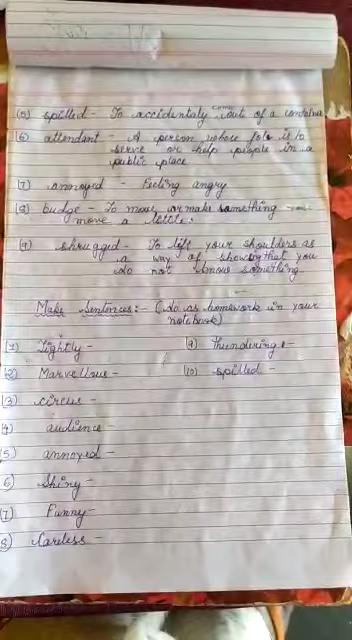 (5) spilled - To accidentaly come out of a container
(6) attendant - A person whose job is to
serve or help people in a
public place
(7) annoyed - Feeling angry
(8) budge - To move or make something
move a little.
(9) shrugged - To lift your shoulders as
a way of showing that you
do not know something.
Make Sentences:- (do as homework in your
notebook)
(1) Tightly -
(9) thundering -
(2) Marvellous -
(10) spilled -
(3) circus -
(4) audience -
(5) annoyed -
6) Shiny -
(7) Funny -
(8) Careless -